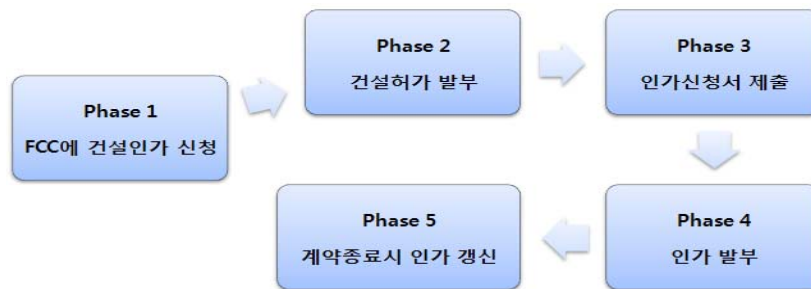 Phase 1
FCC에 건설인가 신청
Phase 2
건설허가 발부
Phase 3
인가신청서 제출
Phase 4
인가 발부
Phase 5
계약종료시 인가 갱신